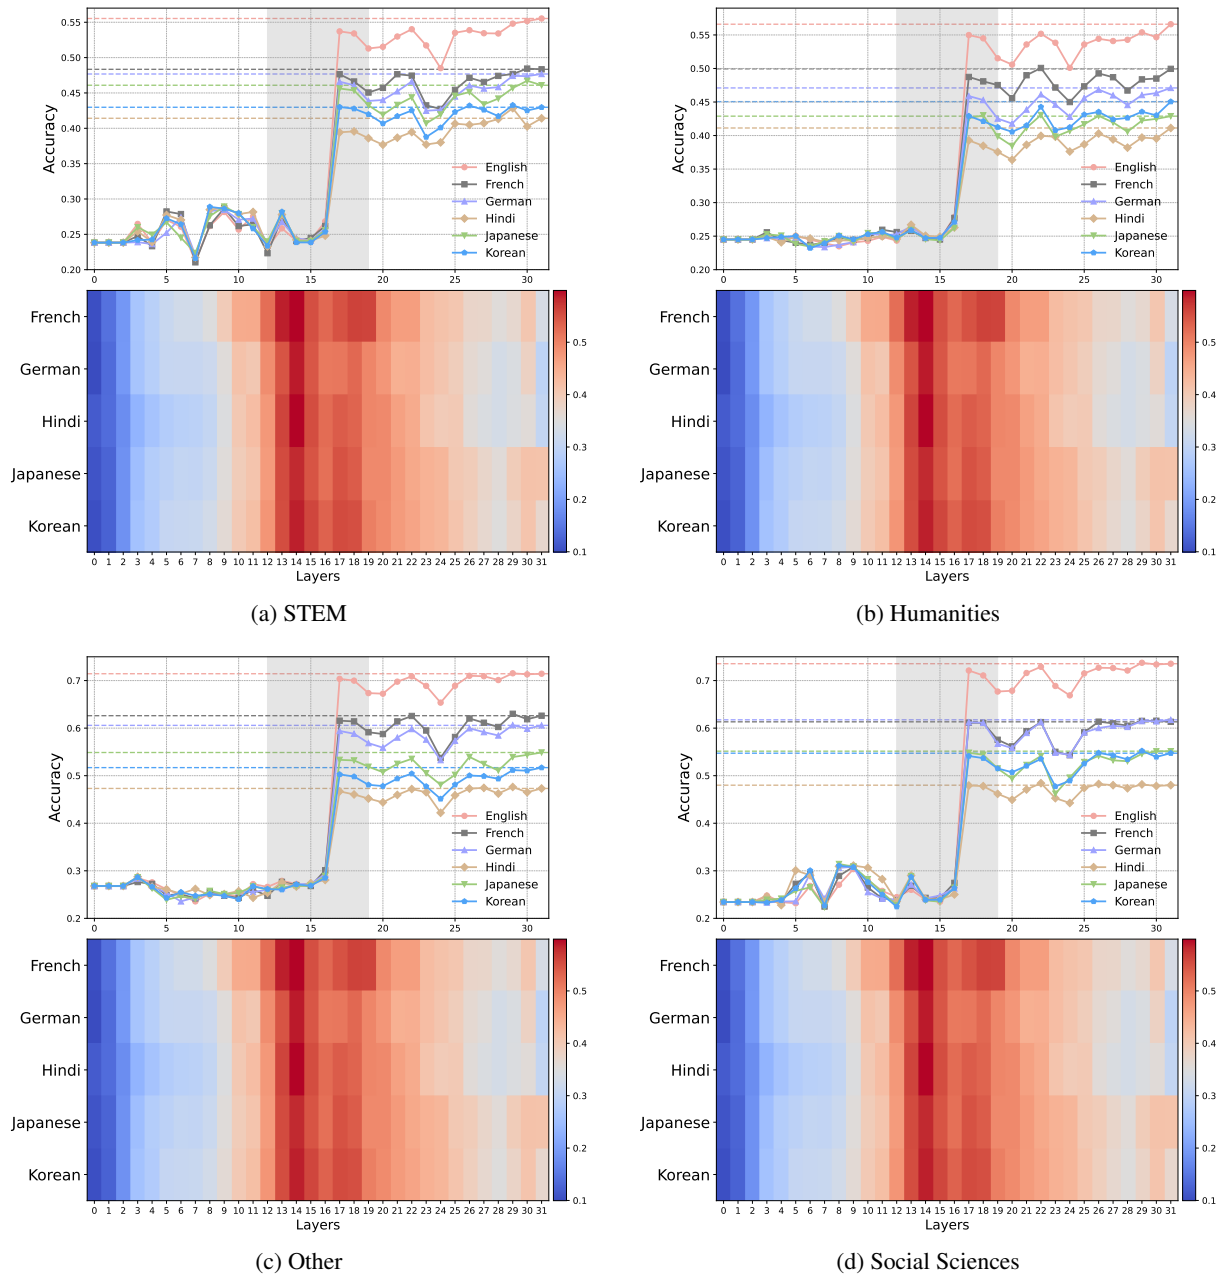 0.55
0.50
0.45
0.40
0.35
0.30
0.25
0.20
Accuracy
English
French
German
Hindi
Japanese
Korean
0 5 10 15 20 25 30
French
German
Hindi
Japanese
Korean
0.5
0.4
0.3
0.2
0.1
0 1 2 3 4 5 6 7 8 9 10 11 12 13 14 15 16 17 18 19 20 21 22 23 24 25 26 27 28 29 30 31
Layers
(a) STEM
0.55
0.50
0.45
0.40
0.35
0.30
0.25
0.20
Accuracy
English
French
German
Hindi
Japanese
Korean
0 5 10 15 20 25 30
French
German
Hindi
Japanese
Korean
0.5
0.4
0.3
0.2
0.1
0 1 2 3 4 5 6 7 8 9 10 11 12 13 14 15 16 17 18 19 20 21 22 23 24 25 26 27 28 29 30 31
Layers
(b) Humanities
0.7
0.6
0.5
0.4
0.3
0.2
Accuracy
English
French
German
Hindi
Japanese
Korean
0 5 10 15 20 25 30
French
German
Hindi
Japanese
Korean
0.5
0.4
0.3
0.2
0.1
0 1 2 3 4 5 6 7 8 9 10 11 12 13 14 15 16 17 18 19 20 21 22 23 24 25 26 27 28 29 30 31
Layers
(c) Other
0.7
0.6
0.5
0.4
0.3
0.2
Accuracy
English
French
German
Hindi
Japanese
Korean
0 5 10 15 20 25 30
French
German
Hindi
Japanese
Korean
0.5
0.4
0.3
0.2
0.1
0 1 2 3 4 5 6 7 8 9 10 11 12 13 14 15 16 17 18 19 20 21 22 23 24 25 26 27 28 29 30 31
Layers
(d) Social Sciences